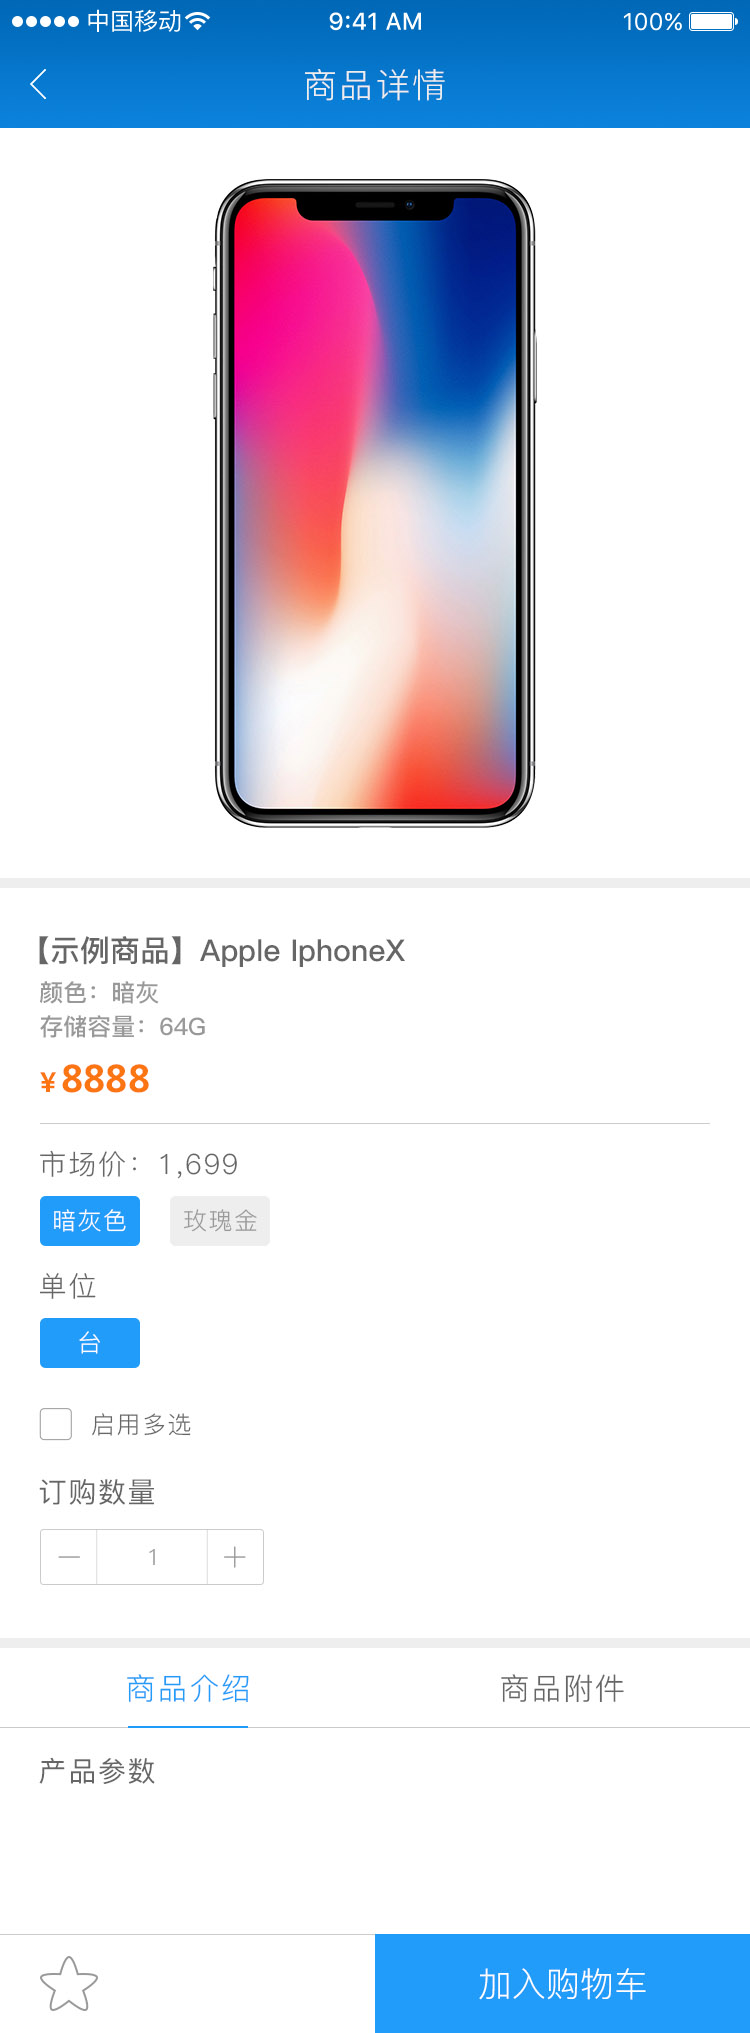 中国移动 9:41 AM 100%
商品详情
【示例商品】Apple IphoneX
颜色：暗灰
存储容量：64G
¥8888
市场价：1,699
暗灰色 玫瑰金
单位
台
启用多选
订购数量
— 1 +
商品介绍 商品附件
产品参数
加入购物车